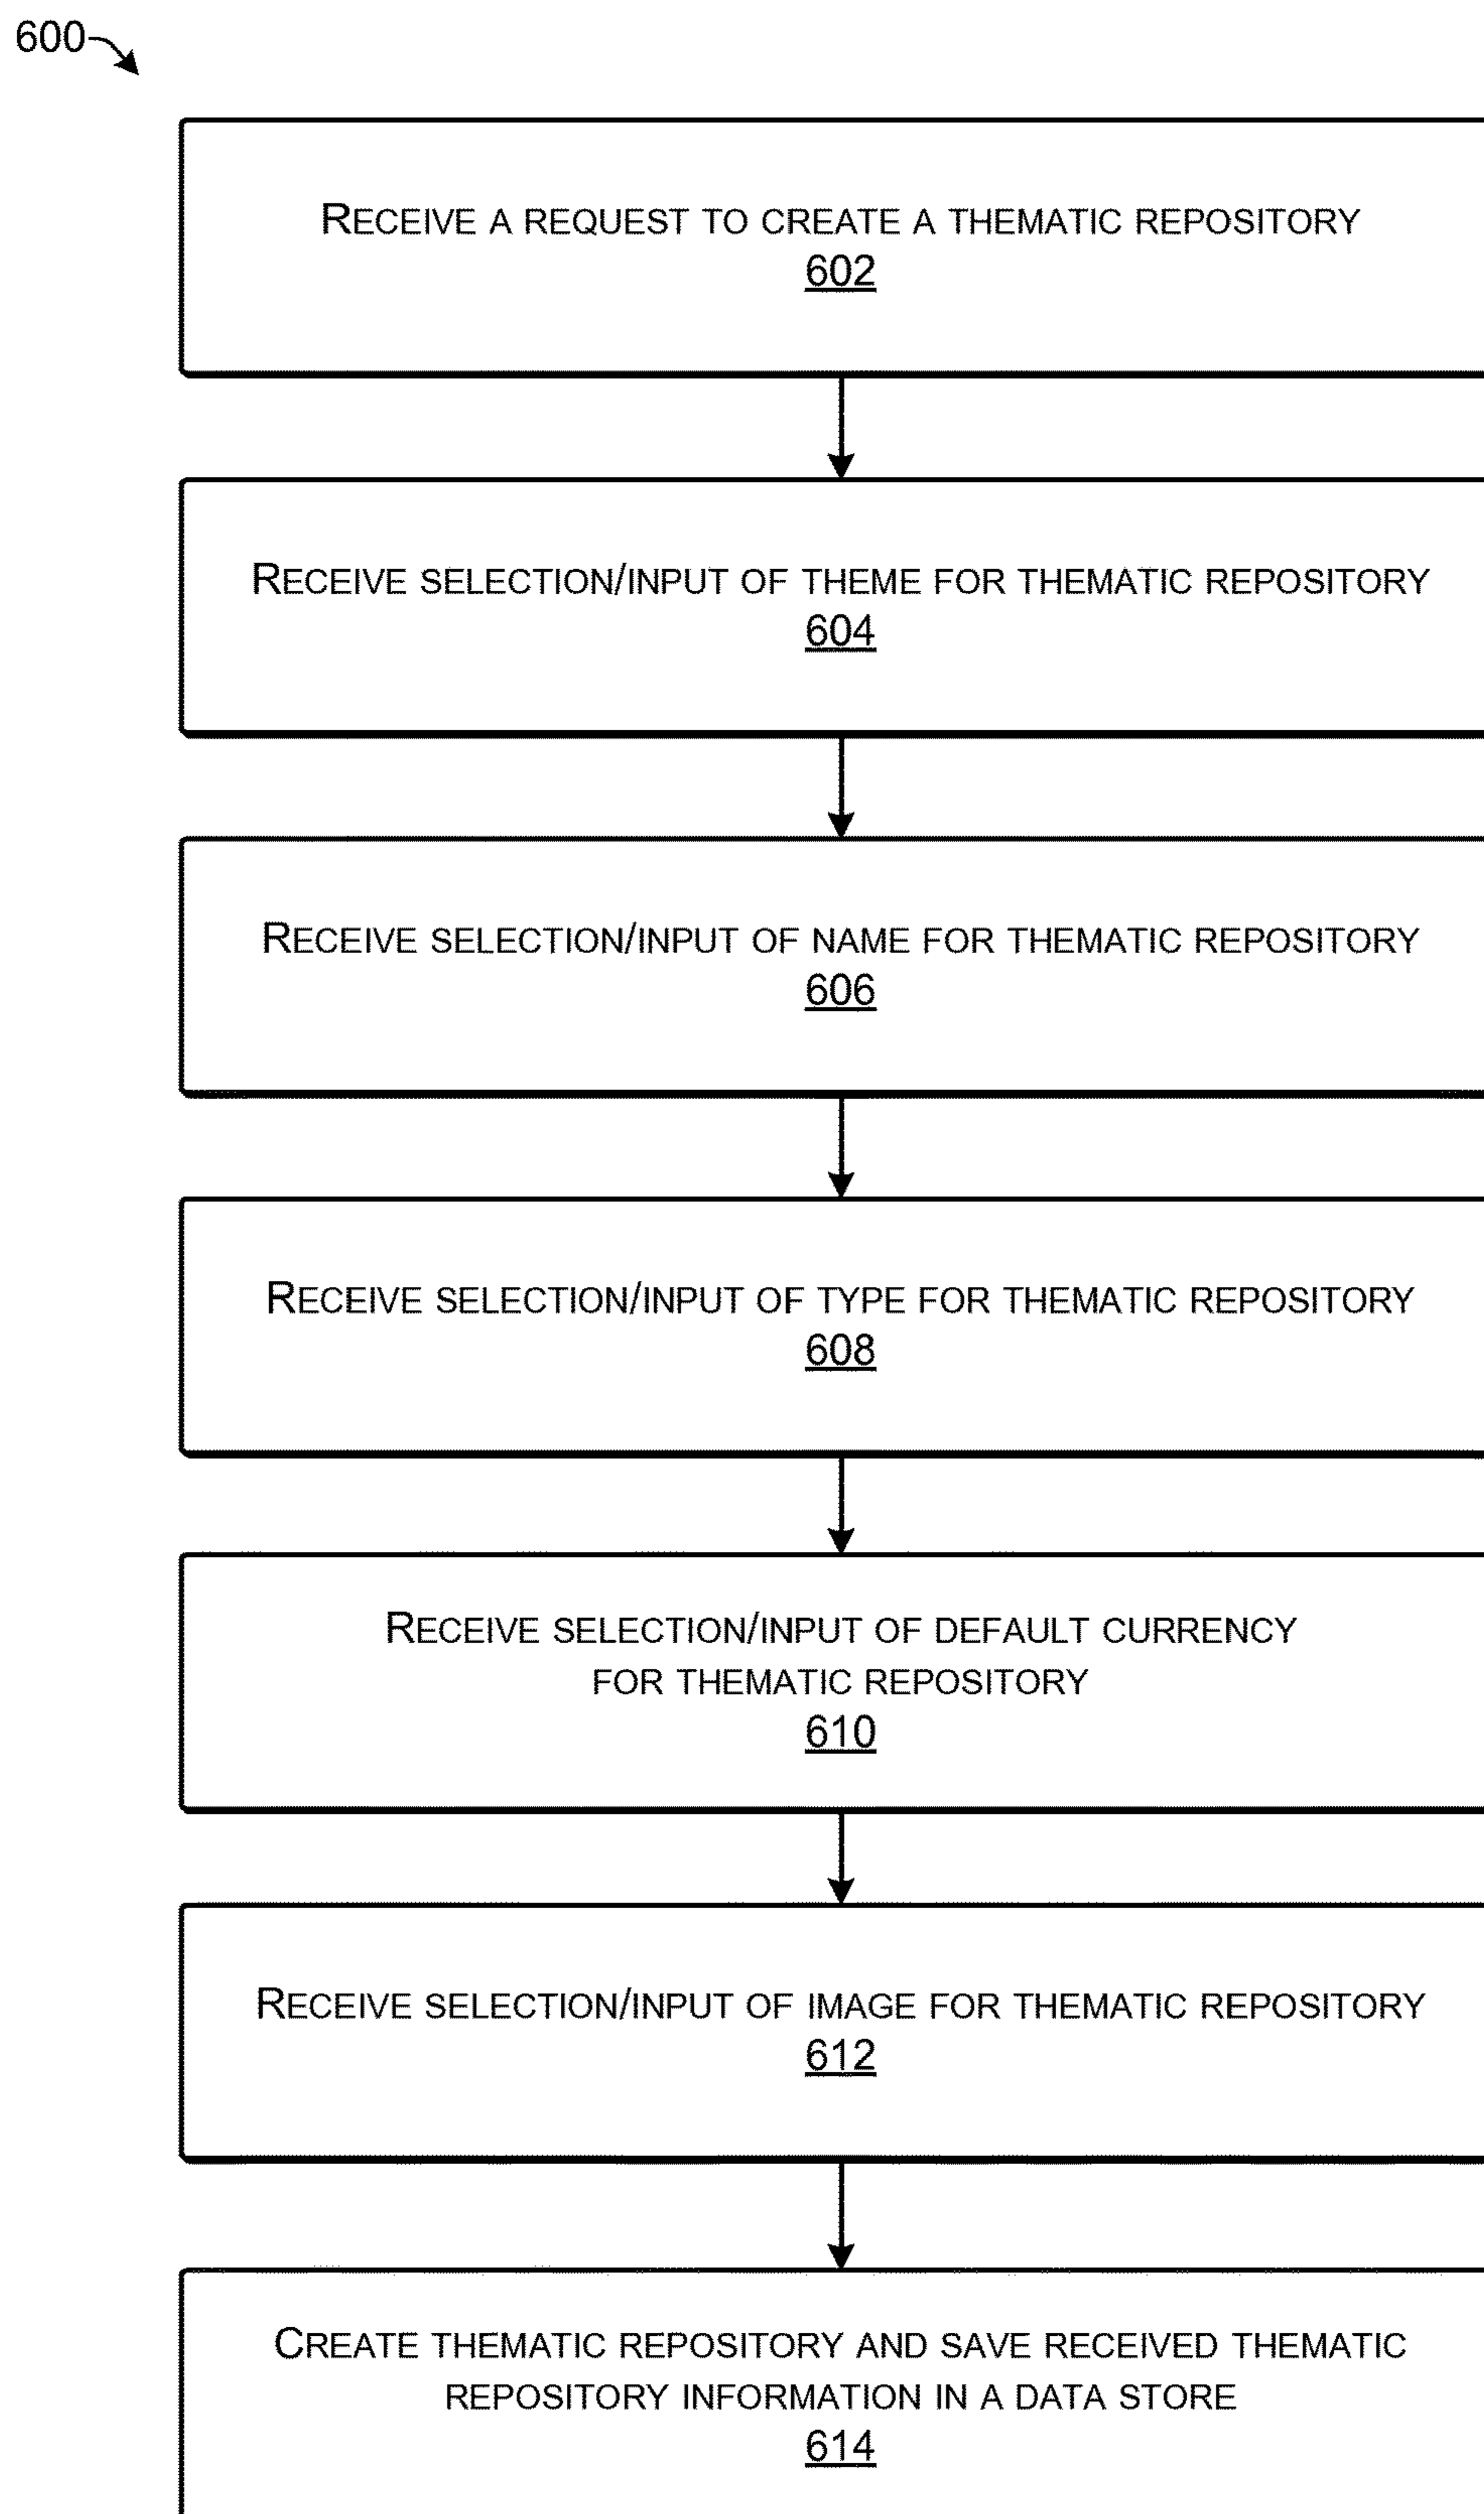 600
RECEIVE A REQUEST TO CREATE A THEMATIC REPOSITORY
602
RECEIVE SELECTION/INPUT OF THEME FOR THEMATIC REPOSITORY
604
RECEIVE SELECTION/INPUT OF NAME FOR THEMATIC REPOSITORY
606
RECEIVE SELECTION/INPUT OF TYPE FOR THEMATIC REPOSITORY
608
RECEIVE SELECTION/INPUT OF DEFAULT CURRENCY
FOR THEMATIC REPOSITORY
610
RECEIVE SELECTION/INPUT OF IMAGE FOR THEMATIC REPOSITORY
612
CREATE THEMATIC REPOSITORY AND SAVE RECEIVED THEMATIC
REPOSITORY INFORMATION IN A DATA STORE
614